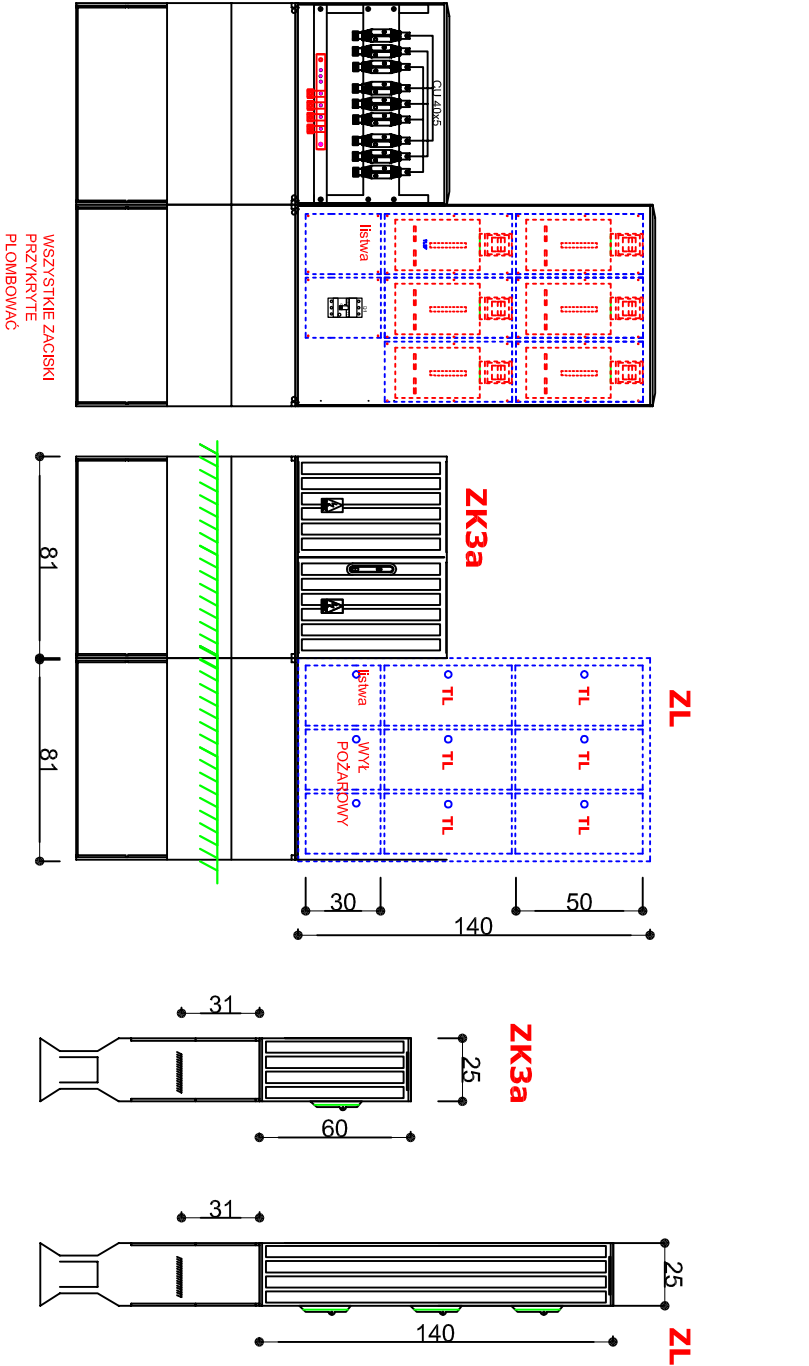 CU 40x5
listwa
WSZYSTKIE ZACISKI
PRZYKRYTE
PLOMBOWAĆ
ZK3a
ZL
TL
TL
TL
TL
TL
TL
listwa
WYŁ
POŻAROWY
81
81
30
50
140
ZK3a
31
25
60
ZL
31
25
140